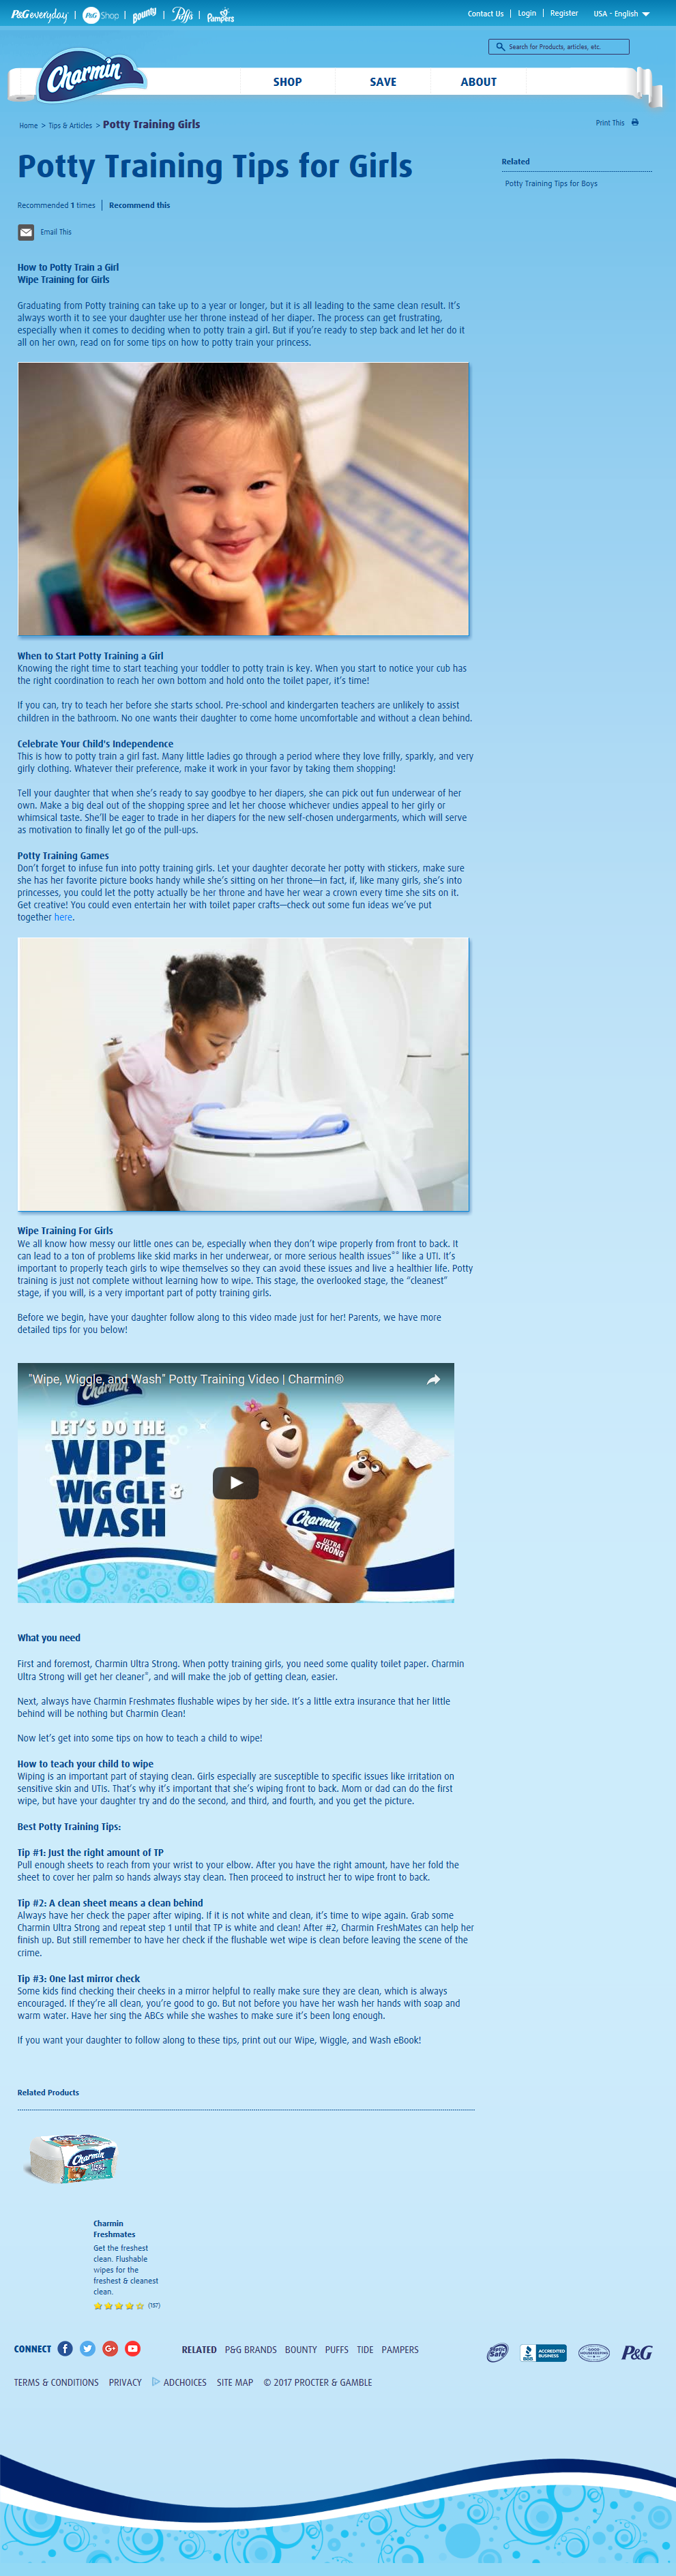 P&G everyday | P&G Shop | Bounty | Puffs | Pampers
Contact Us | Login | Register USA - English
Search for Products, articles, etc.
Charmin
SHOP SAVE ABOUT
Home > Tips & Articles > Potty Training Girls
Print This
Potty Training Tips for Girls
Related
Potty Training Tips for Boys
Recommended 1 times | Recommend this
Email This
How to Potty Train a Girl
Wipe Training for Girls
Graduating from Potty training can take up to a year or longer, but it is all leading to the same clean result. It's
always worth it to see your daughter use her throne instead of her diaper. The process can get frustrating,
especially when it comes to deciding when to potty train a girl. But if you're ready to step back and let her do it
all on her own, read on for some tips on how to potty train your princess.
When to Start Potty Training a Girl
Knowing the right time to start teaching your toddler to potty train is key. When you start to notice your cub has
the right coordination to reach her own bottom and hold onto the toilet paper, it's time!
If you can, try to teach her before she starts school. Pre-school and kindergarten teachers are unlikely to assist
children in the bathroom. No one wants their daughter to come home uncomfortable and without a clean behind.
Celebrate Your Child's Independence
This is how to potty train a girl fast. Many little ladies go through a period where they love frilly, sparkly, and very
girly clothing. Whatever their preference, make it work in your favor by taking them shopping!
Tell your daughter that when she's ready to say goodbye to her diapers, she can pick out fun underwear of her
own. Make a big deal out of the shopping spree and let her choose whichever undies appeal to her girly or
whimsical taste. She'll be eager to trade in her diapers for the new self-chosen undergarments, which will serve
as motivation to finally let go of the pull-ups.
Potty Training Games
Don't forget to infuse fun into potty training girls. Let your daughter decorate her potty with stickers, make sure
she has her favorite picture books handy while she's sitting on her throne—in fact, if, like many girls, she's into
princesses, you could let the potty actually be her throne and have her wear a crown every time she sits on it.
Get creative! You could even entertain her with toilet paper crafts—check out some fun ideas we've put
together here.
Wipe Training For Girls
We all know how messy our little ones can be, especially when they don't wipe properly from front to back. It
can lead to a ton of problems like skid marks in her underwear, or more serious health issues** like a UTI. It's
important to properly teach girls to wipe themselves so they can avoid these issues and live a healthier life. Potty
training is just not complete without learning how to wipe. This stage, the overlooked stage, the "cleanest"
stage, if you will, is a very important part of potty training girls.
Before we begin, have your daughter follow along to this video made just for her! Parents, we have more
detailed tips for you below!
"Wipe, Wiggle, and Wash" Potty Training Video | Charmin®
Charmin
LET'S DO THE
WIPE
WIGGLE &
WASH
Charmin
ULTRA
STRONG
What you need
First and foremost, Charmin Ultra Strong. When potty training girls, you need some quality toilet paper. Charmin
Ultra Strong will get her cleaner*, and will make the job of getting clean, easier.
Next, always have Charmin Freshmates flushable wipes by her side. It's a little extra insurance that her little
behind will be nothing but Charmin Clean!
Now let's get into some tips on how to teach a child to wipe!
How to teach your child to wipe
Wiping is an important part of staying clean. Girls especially are susceptible to specific issues like irritation on
sensitive skin and UTIs. That's why it's important that she's wiping front to back. Mom or dad can do the first
wipe, but have your daughter try and do the second, and third, and fourth, and you get the picture.
Best Potty Training Tips:
Tip #1: Just the right amount of TP
Pull enough sheets to reach from your wrist to your elbow. After you have the right amount, have her fold the
sheet to cover her palm so hands always stay clean. Then proceed to instruct her to wipe front to back.
Tip #2: A clean sheet means a clean behind
Always have her check the paper after wiping. If it is not white and clean, it's time to wipe again. Grab some
Charmin Ultra Strong and repeat step 1 until that TP is white and clean! After #2, Charmin FreshMates can help her
finish up. But still remember to have her check if the flushable wet wipe is clean before leaving the scene of the
crime.
Tip #3: One last mirror check
Some kids find checking their cheeks in a mirror helpful to really make sure they are clean, which is always
encouraged. If they're all clean, you're good to go. But not before you have her wash her hands with soap and
warm water. Have her sing the ABCs while she washes to make sure it's been long enough.
If you want your daughter to follow along to these tips, print out our Wipe, Wiggle, and Wash eBook!
Related Products
Charmin
Charmin
Freshmates
Get the freshest
clean. Flushable
wipes for the
freshest & cleanest
clean.
(157)
CONNECT RELATED P&G BRANDS BOUNTY PUFFS TIDE PAMPERS
Septic Safe BBB ACCREDITED BUSINESS GOOD HOUSEKEEPING P&G
TERMS & CONDITIONS PRIVACY ADCHOICES SITE MAP © 2017 PROCTER & GAMBLE